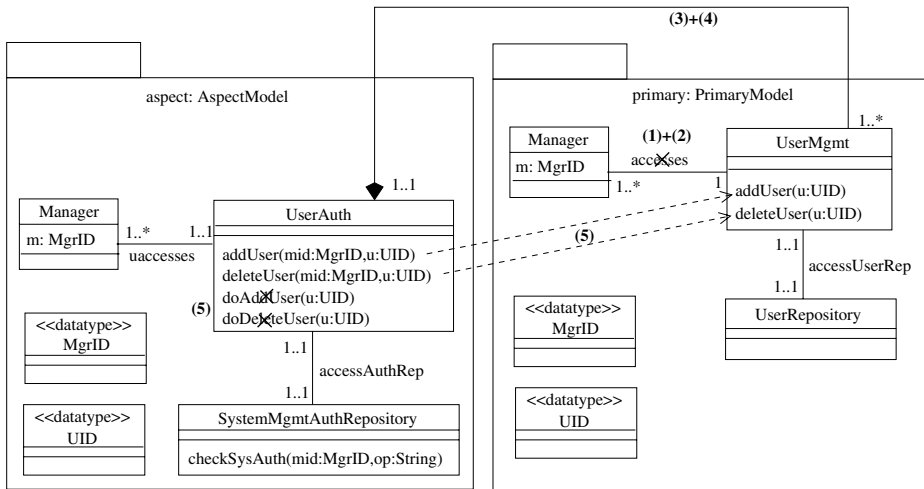 (3)+(4)
aspect: AspectModel
1..1
Manager
m: MgrID
1..*
1..1
uaccesses
UserAuth
addUser(mid:MgrID,u:UID)
deleteUser(mid:MgrID,u:UID)
doAddUser(u:UID)
doDeleteUser(u:UID)
(5)
1..1
accessAuthRep
1..1
<<datatype>>
MgrID
<<datatype>>
UID
SystemMgmtAuthRepository
checkSysAuth(mid:MgrID,op:String)
primary: PrimaryModel
1..*
Manager
m: MgrID
(1)+(2)
accesses
1..*
1
UserMgmt
addUser(u:UID)
deleteUser(u:UID)
(5)
1..1
accessUserRep
1..1
UserRepository
<<datatype>>
MgrID
<<datatype>>
UID